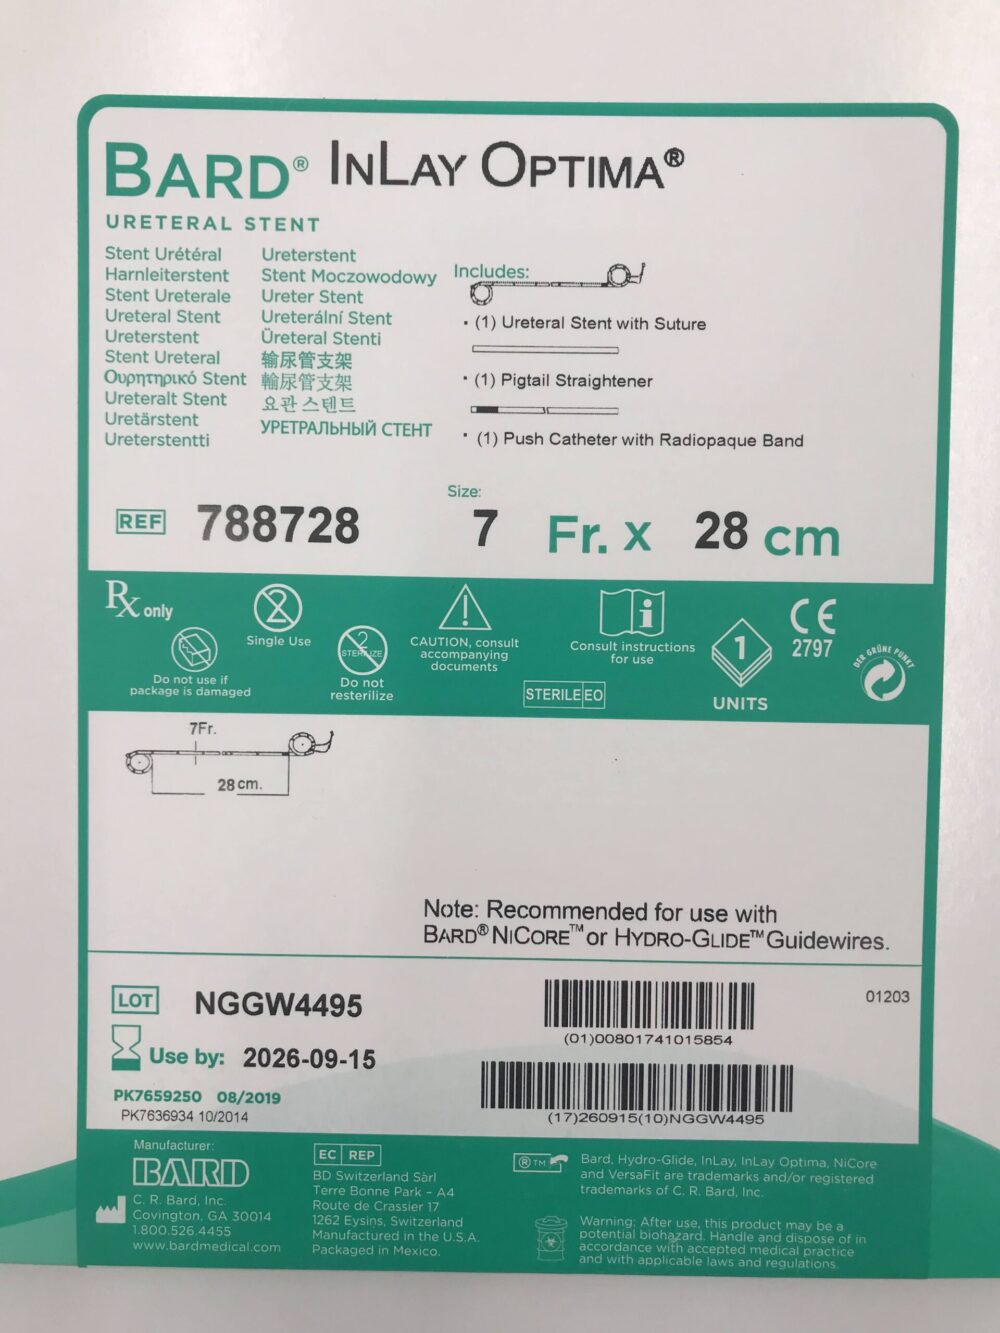 BARD® INLAY OPTIMA®
URETERAL STENT
Stent Urétéral
Harnleiterstent
Stent Ureterale
Ureteral Stent
Ureterstent
Stent Ureteral
Ουρητηρικό Stent
Ureteralt Stent
Uretärstent
Ureterstentti
Ureterstent
Stent Moczowodowy
Ureter Stent
Ureterální Stent
Üreteral Stenti
输尿管支架
輸尿管支架
요관 스텐트
УРЕТРАЛЬНЫЙ СТЕНТ
Includes:
· (1) Ureteral Stent with Suture
· (1) Pigtail Straightener
· (1) Push Catheter with Radiopaque Band
REF 788728
Size:
7 Fr. x 28 cm
Rx only
2
Single Use
Do not use if
package is damaged
2
STERILIZE
Do not
resterilize
CAUTION, consult
accompanying
documents
STERILE EO
Consult instructions
for use
1
UNITS
CE
2797
DER GRÜNE PUNKT
7Fr.
28 cm.
Note: Recommended for use with
BARD® NICORE™ or HYDRO-GLIDE™ Guidewires.
LOT NGGW4495
Use by: 2026-09-15
PK7659250 08/2019
PK7636934 10/2014
01203
(01)00801741015854
(17)260915(10)NGGW4495
Manufacturer:
BARD
C. R. Bard, Inc.
Covington, GA 30014
1.800.526.4455
www.bardmedical.com
EC REP
BD Switzerland Sàrl
Terre Bonne Park – A4
Route de Crassier 17
1262 Eysins, Switzerland
Manufactured in the U.S.A.
Packaged in Mexico.
® TM
Bard, Hydro-Glide, InLay, InLay Optima, NiCore
and VersaFit are trademarks and/or registered
trademarks of C. R. Bard, Inc.
Warning: After use, this product may be a
potential biohazard. Handle and dispose of in
accordance with accepted medical practice
and with applicable laws and regulations.